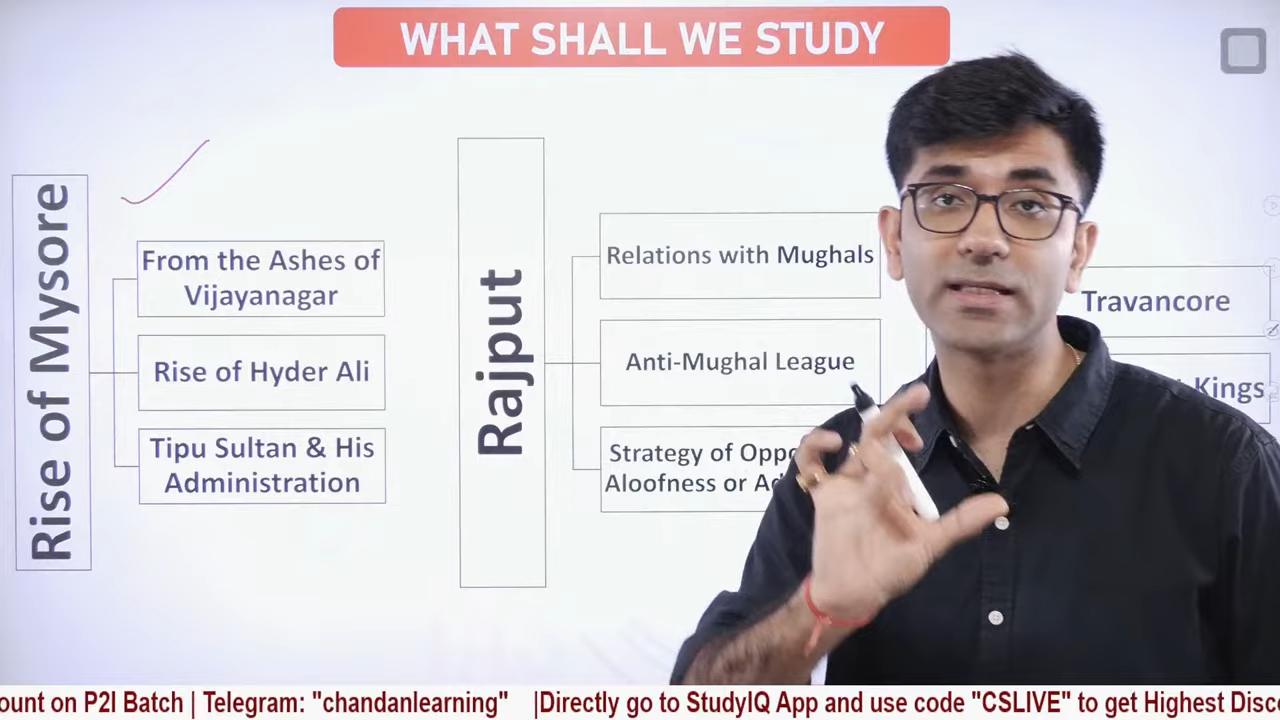 WHAT SHALL WE STUDY
Rise of Mysore
From the Ashes of
Vijayanagar
Rise of Hyder Ali
Tipu Sultan & His
Administration
Rajput
Relations with Mughals
Anti-Mughal League
Strategy of
Aloofness or
Travancore
Kings
P2I Batch | Telegram: "chandanlearning" |Directly go to StudyIQ App and use code "CSLIVE" to get Highest